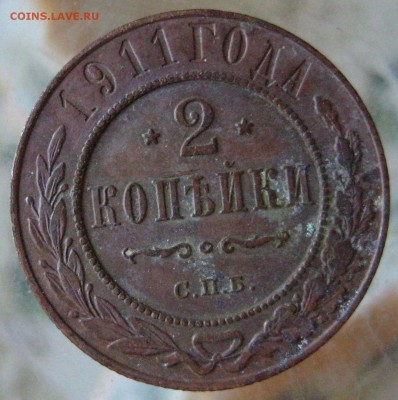 COINS.LAVE.RU
1911 ГОДА
2
КОПѢЙКИ
С.П.Б.